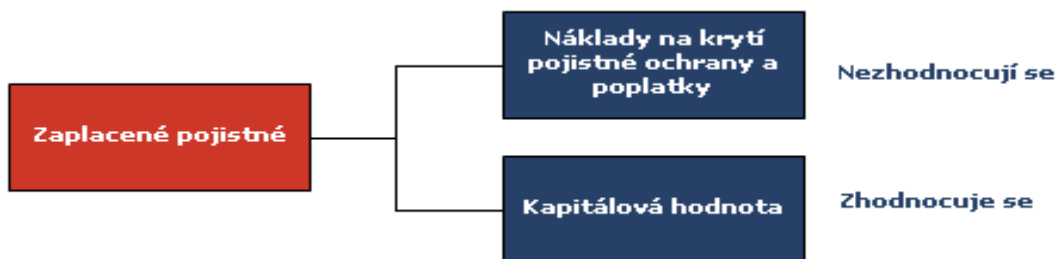 Zaplacené pojistné
Náklady na krytí
pojistné ochrany a
poplatky
Nezhodnocují se
Kapitálová hodnota
Zhodnocuje se